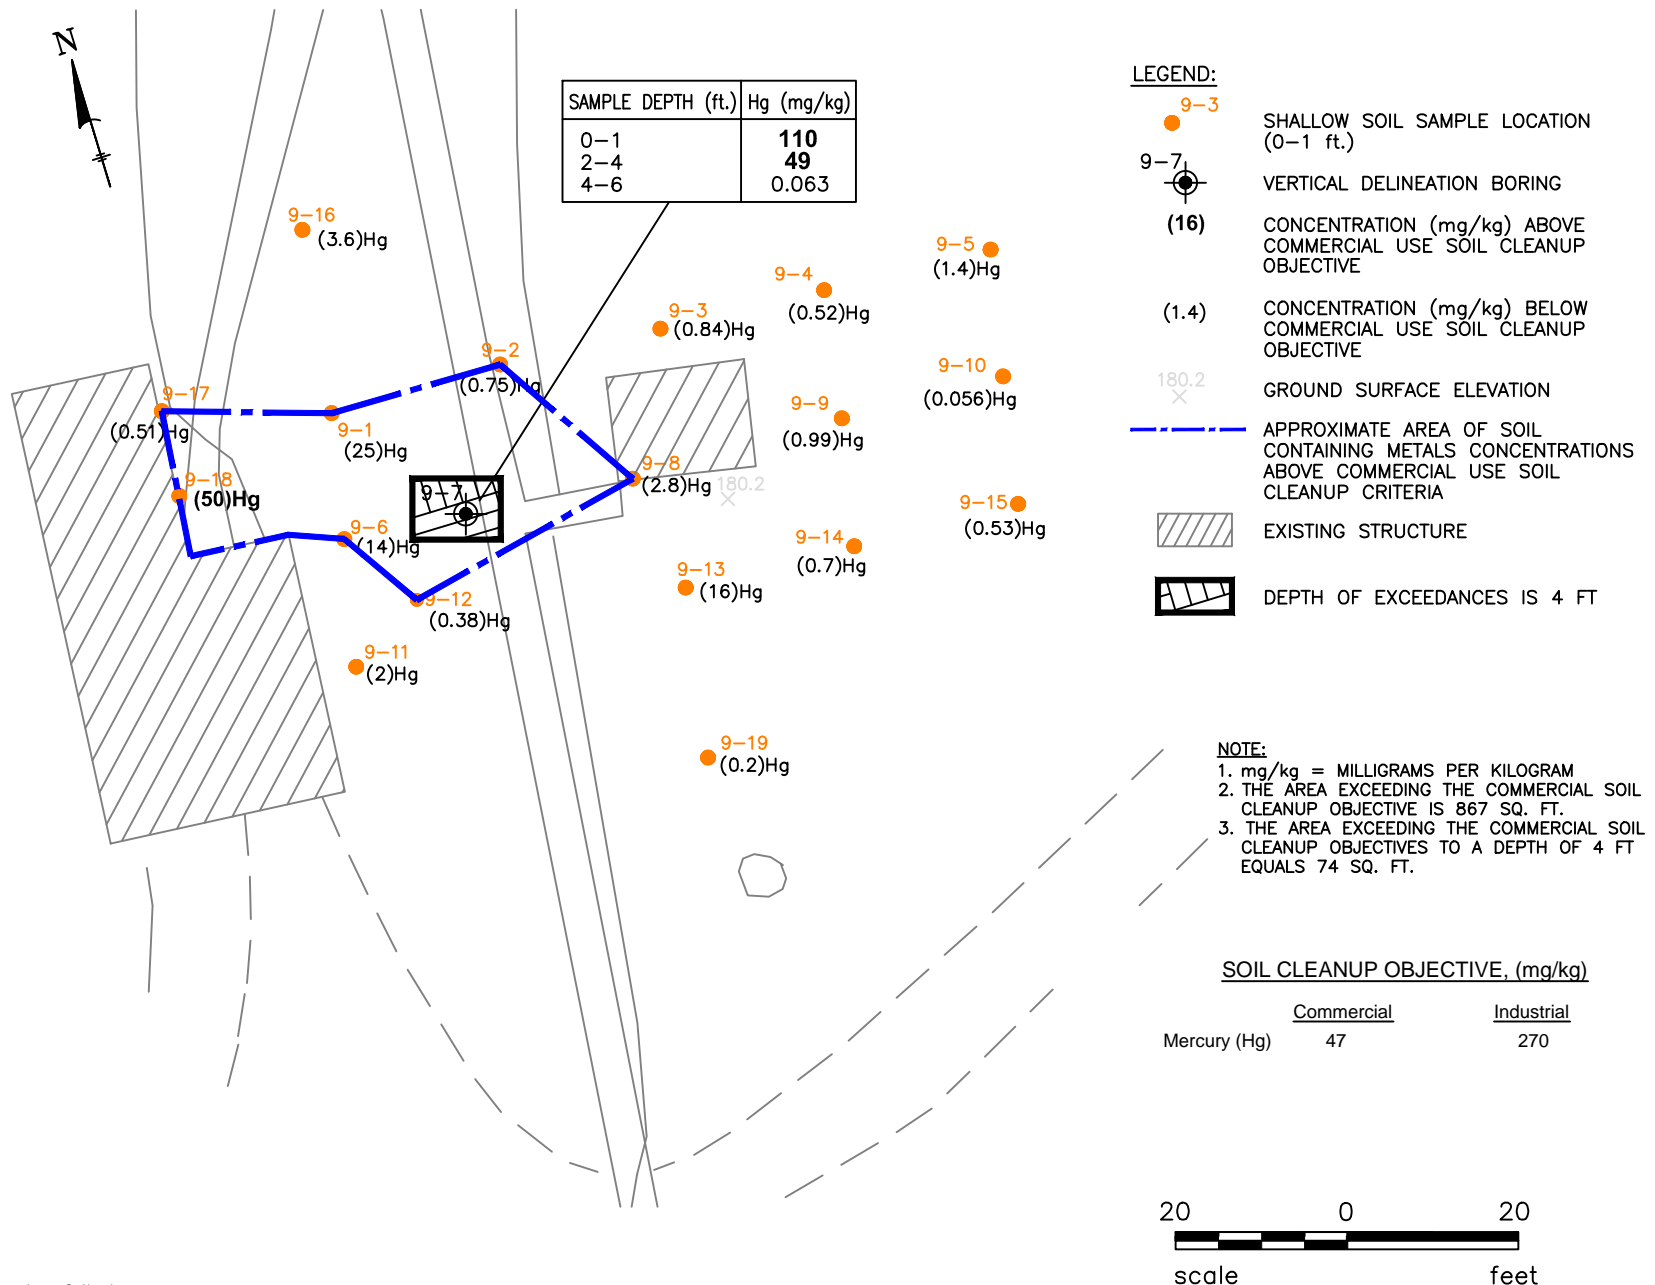 N
SAMPLE DEPTH (ft.) Hg (mg/kg)
0-1 110
2-4 49
4-6 0.063
9-16
(3.6)Hg
9-5
(1.4)Hg
9-4
(0.52)Hg
9-3
(0.84)Hg
9-2
(0.75)Hg
9-10
(0.056)Hg
9-17
(0.51)Hg
9-1
(25)Hg
9-9
(0.99)Hg
9-18
(50)Hg
9-7
9-8
(2.8)Hg
180.2
9-15
(0.53)Hg
9-6
(14)Hg
9-14
(0.7)Hg
9-13
(16)Hg
9-12
(0.38)Hg
9-11
(2)Hg
9-19
(0.2)Hg
LEGEND:
9-3
SHALLOW SOIL SAMPLE LOCATION
(0-1 ft.)
9-7
VERTICAL DELINEATION BORING
(16) CONCENTRATION (mg/kg) ABOVE
COMMERCIAL USE SOIL CLEANUP
OBJECTIVE
(1.4) CONCENTRATION (mg/kg) BELOW
COMMERCIAL USE SOIL CLEANUP
OBJECTIVE
180.2
GROUND SURFACE ELEVATION
APPROXIMATE AREA OF SOIL
CONTAINING METALS CONCENTRATIONS
ABOVE COMMERCIAL USE SOIL
CLEANUP CRITERIA
EXISTING STRUCTURE
DEPTH OF EXCEEDANCES IS 4 FT
NOTE:
1. mg/kg = MILLIGRAMS PER KILOGRAM
2. THE AREA EXCEEDING THE COMMERCIAL SOIL
CLEANUP OBJECTIVE IS 867 SQ. FT.
3. THE AREA EXCEEDING THE COMMERCIAL SOIL
CLEANUP OBJECTIVES TO A DEPTH OF 4 FT
EQUALS 74 SQ. FT.
SOIL CLEANUP OBJECTIVE, (mg/kg)
Commercial Industrial
Mercury (Hg) 47 270
20 0 20
scale feet